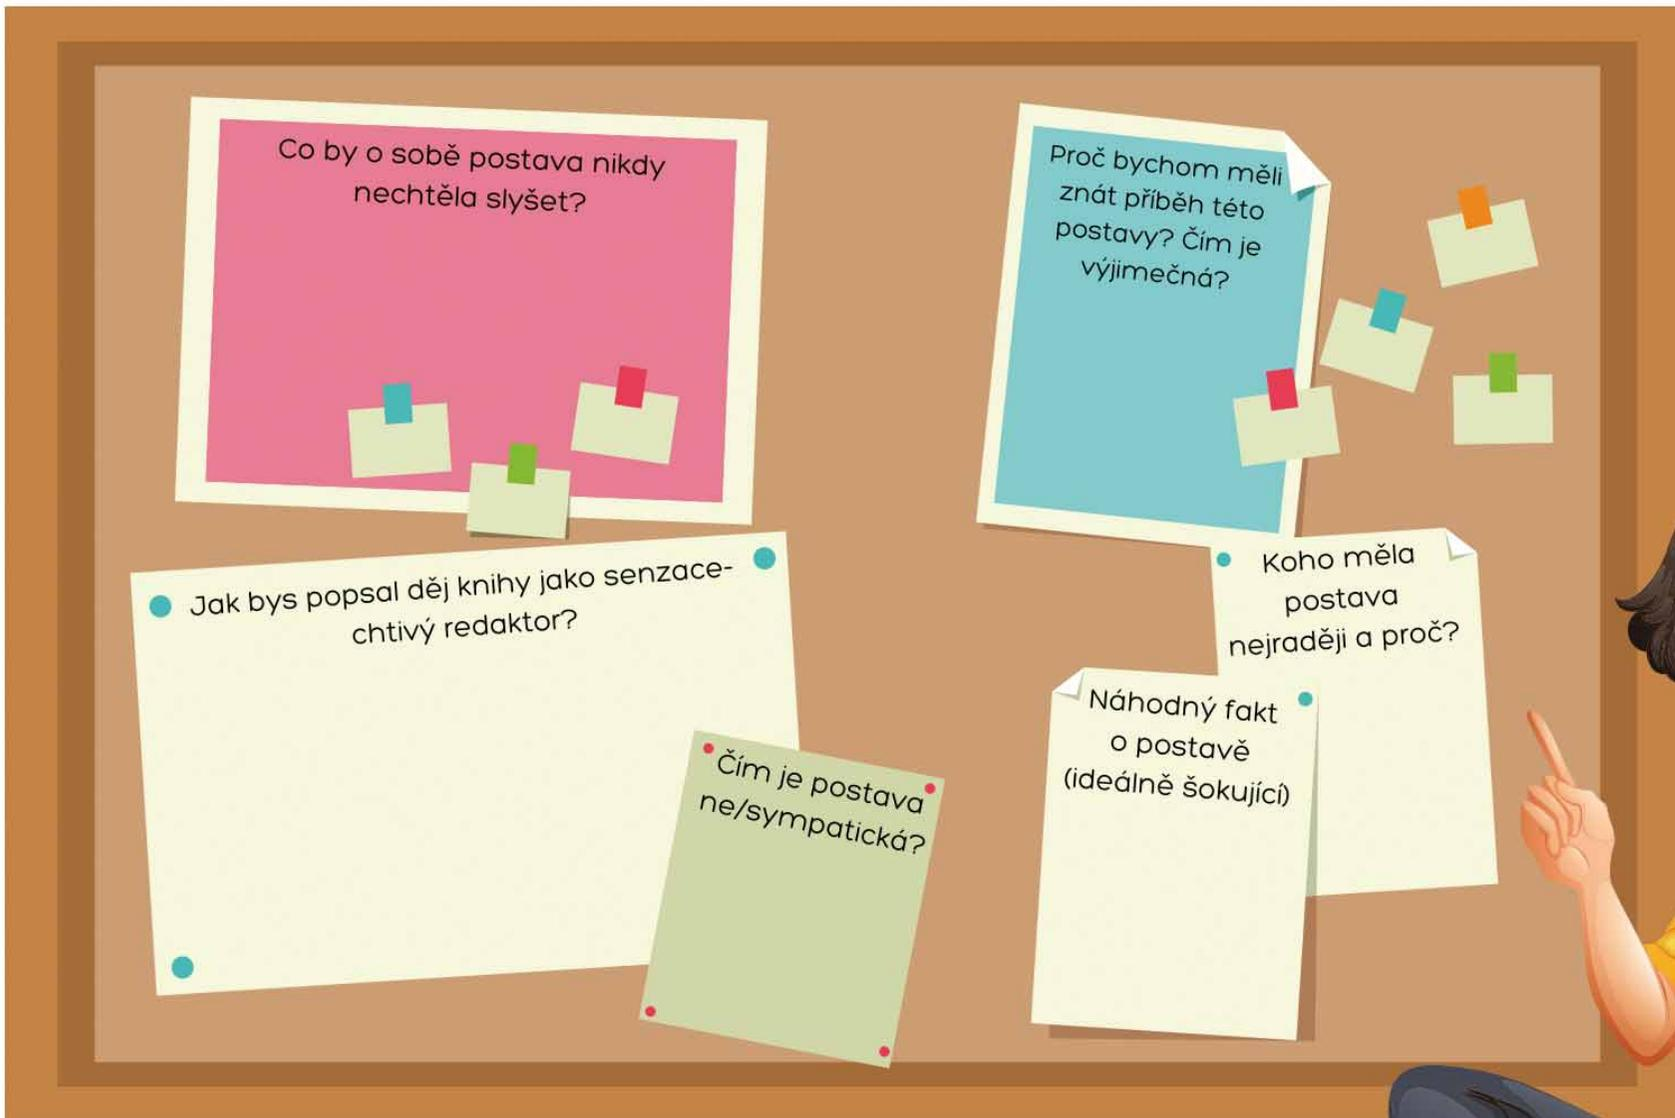 Co by o sobě postava nikdy
nechtěla slyšet?
Proč bychom měli
znát příběh této
postavy? Čím je
výjimečná?
Jak bys popsal děj knihy jako senzace-
chtivý redaktor?
Koho měla
postava
nejraději a proč?
Náhodný fakt
o postavě
(ideálně šokující)
Čím je postava
ne/sympatická?